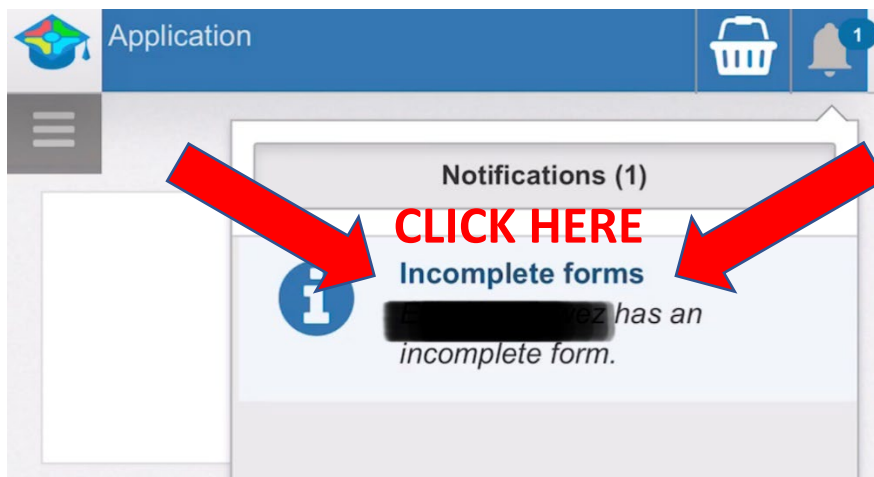 Application
1
Notifications (1)
CLICK HERE
Incomplete forms
has an
incomplete form.